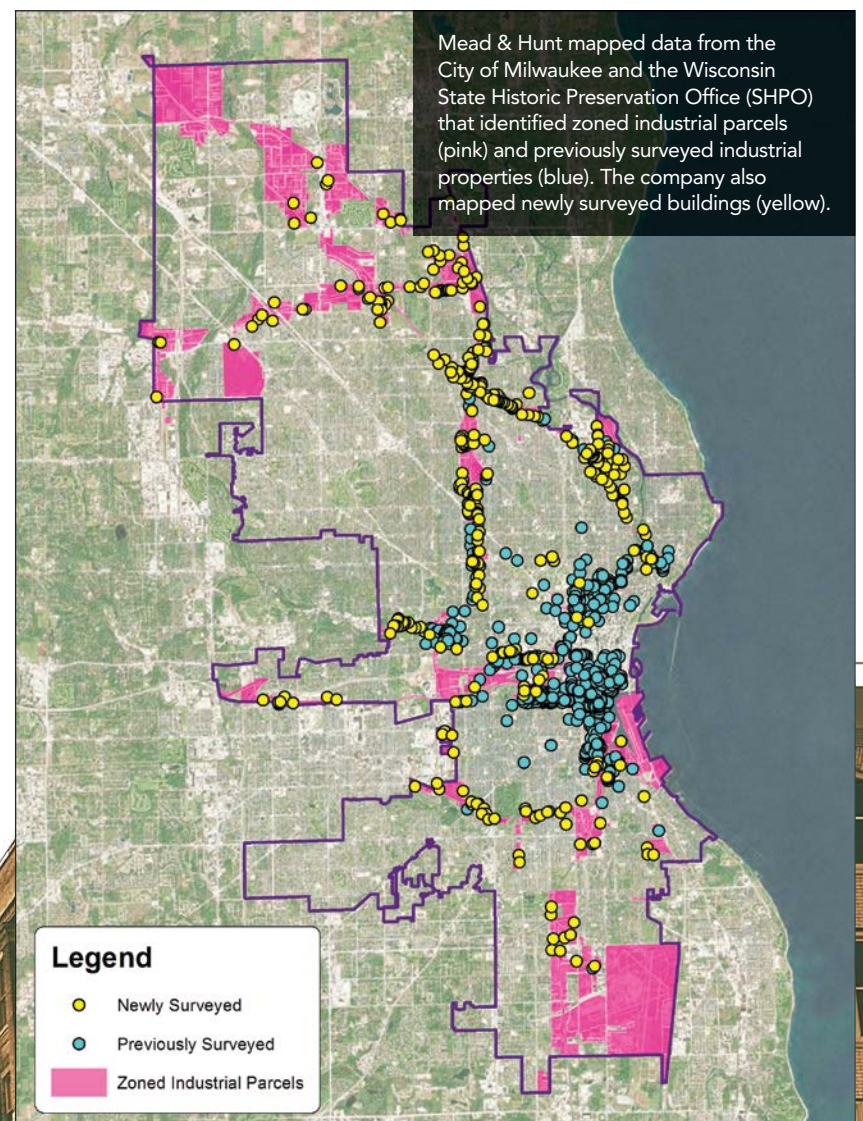 Mead & Hunt mapped data from the
City of Milwaukee and the Wisconsin
State Historic Preservation Office (SHPO)
that identified zoned industrial parcels
(pink) and previously surveyed industrial
properties (blue). The company also
mapped newly surveyed buildings (yellow).
Legend
Newly Surveyed
Previously Surveyed
Zoned Industrial Parcels